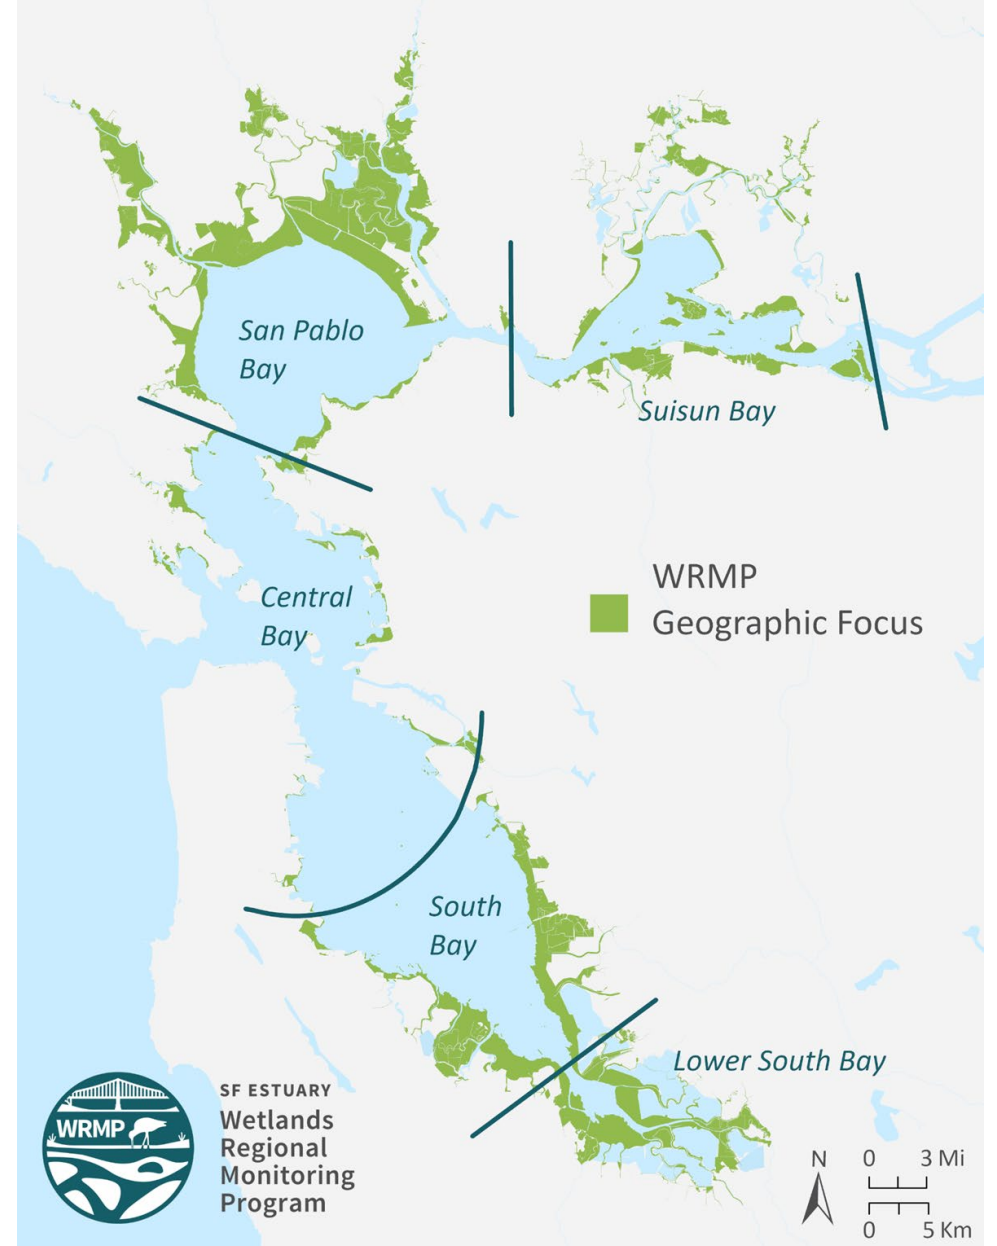 San Pablo
Bay
Suisun Bay
Central
Bay
WRMP
Geographic Focus
South
Bay
Lower South Bay
WRMP
SF ESTUARY
Wetlands
Regional
Monitoring
Program
N
0 3 Mi
0 5 Km